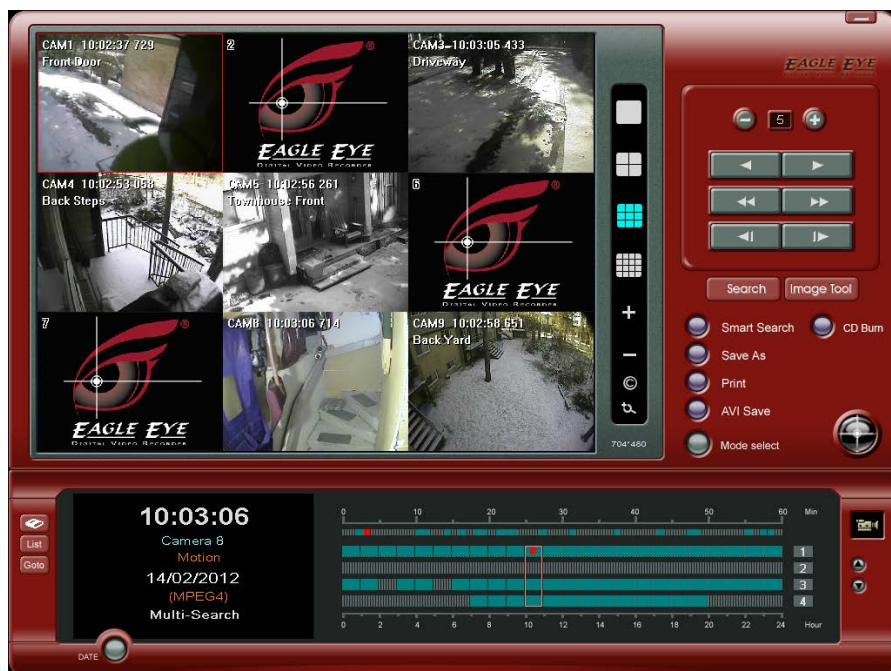 CAM1 10:02:37 729
Front Door
2
EAGLE EYE
DIGITAL VIDEO RECORDER
®
CAM3 10:03:05 433
Driveway
CAM4 10:02:53 058
Back Steps
CAM5 10:02:56 261
Townhouse Front
6
EAGLE EYE
DIGITAL VIDEO RECORDER
®
7
EAGLE EYE
DIGITAL VIDEO RECORDER
®
CAM8 10:03:06 714
CAM9 10:02:58 651
Back Yard
+
−
©
704*480
EAGLE EYE
5
Search
Image Tool
Smart Search
CD Burn
Save As
Print
AVI Save
Mode select
List
Goto
10:03:06
Camera 8
Motion
14/02/2012
(MPEG4)
Multi-Search
DATE
0 10 20 30 40 50 60 Min
1
2
3
4
0 2 4 6 8 10 12 14 16 18 20 22 24 Hour